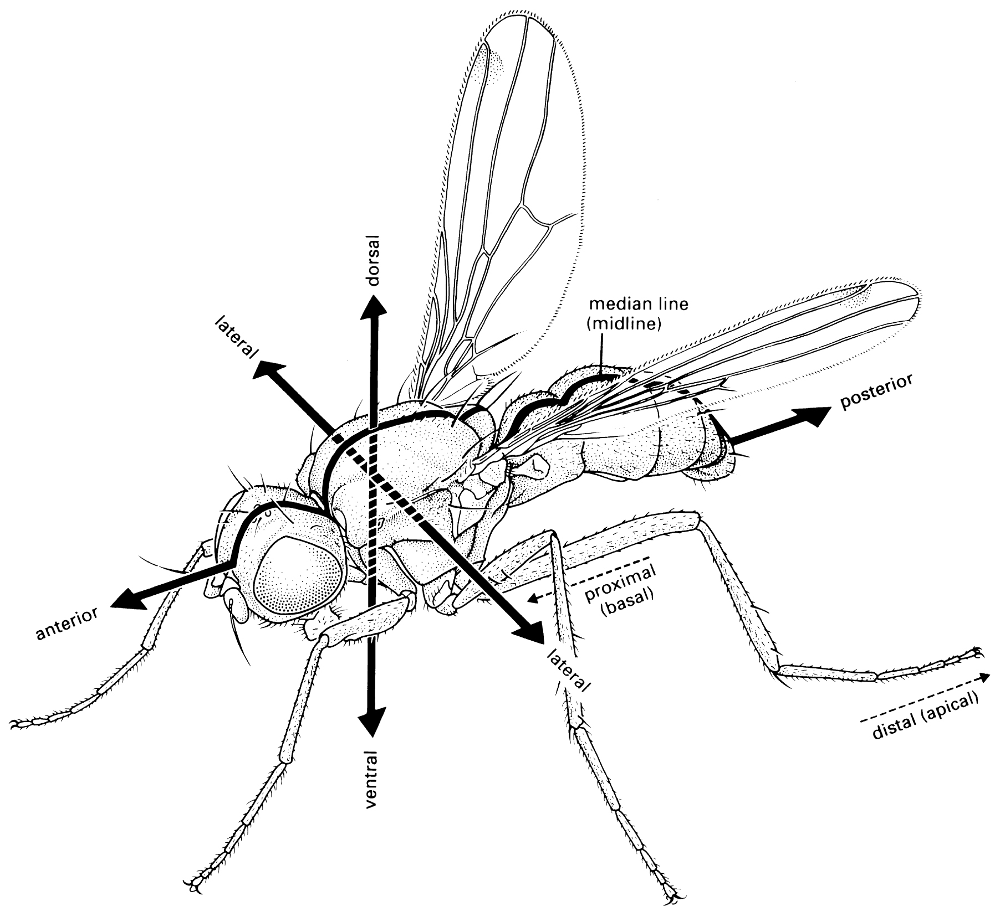 dorsal
lateral
median line
(midline)
posterior
anterior
proximal
(basal)
lateral
distal (apical)
ventral